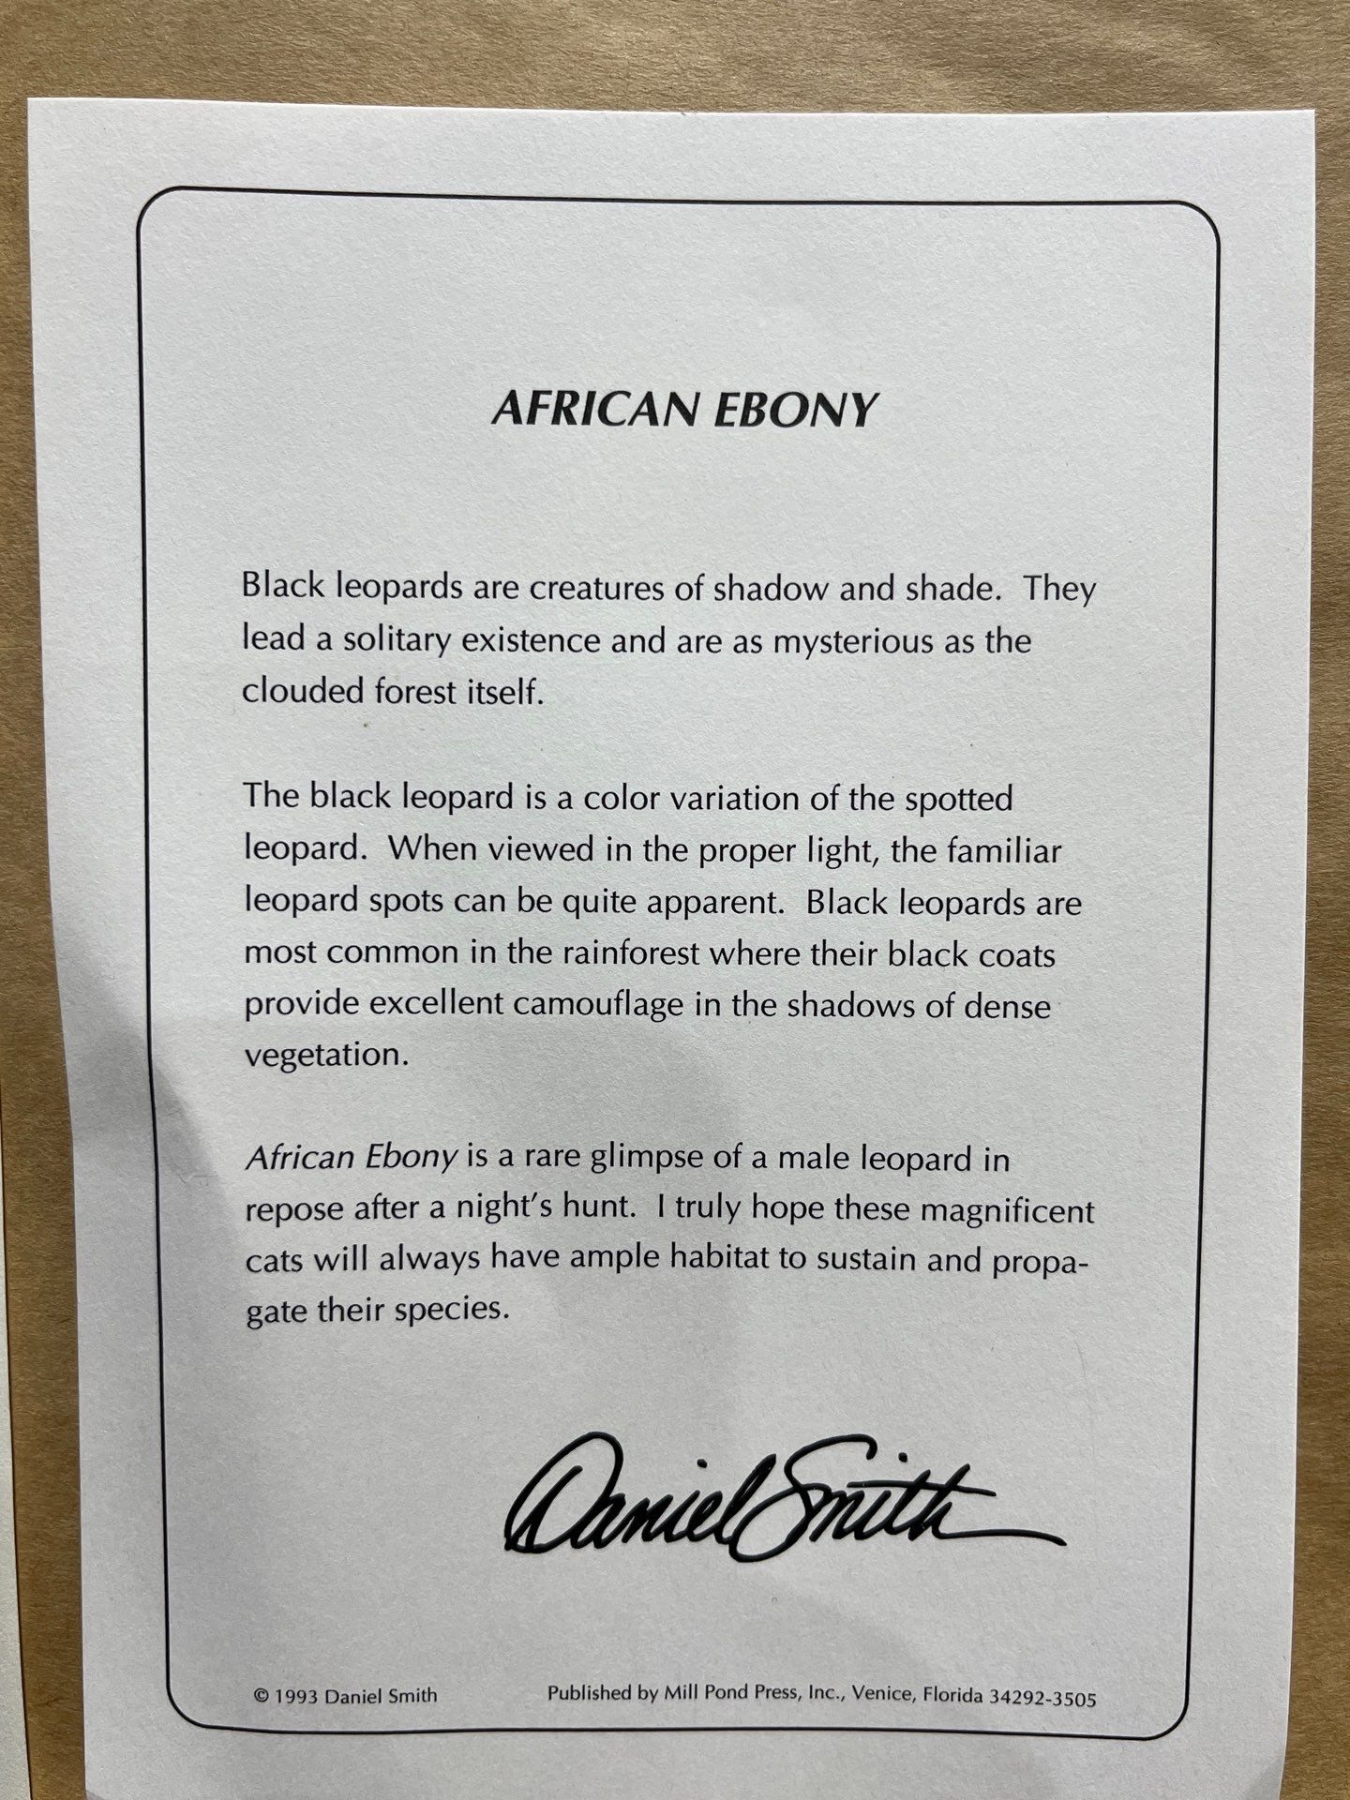 AFRICAN EBONY
Black leopards are creatures of shadow and shade.  They
lead a solitary existence and are as mysterious as the
clouded forest itself.
The black leopard is a color variation of the spotted
leopard.  When viewed in the proper light, the familiar
leopard spots can be quite apparent.  Black leopards are
most common in the rainforest where their black coats
provide excellent camouflage in the shadows of dense
vegetation.
African Ebony is a rare glimpse of a male leopard in
repose after a night's hunt.  I truly hope these magnificent
cats will always have ample habitat to sustain and propa-
gate their species.
Daniel Smith
© 1993 Daniel Smith Published by Mill Pond Press, Inc., Venice, Florida 34292-3505